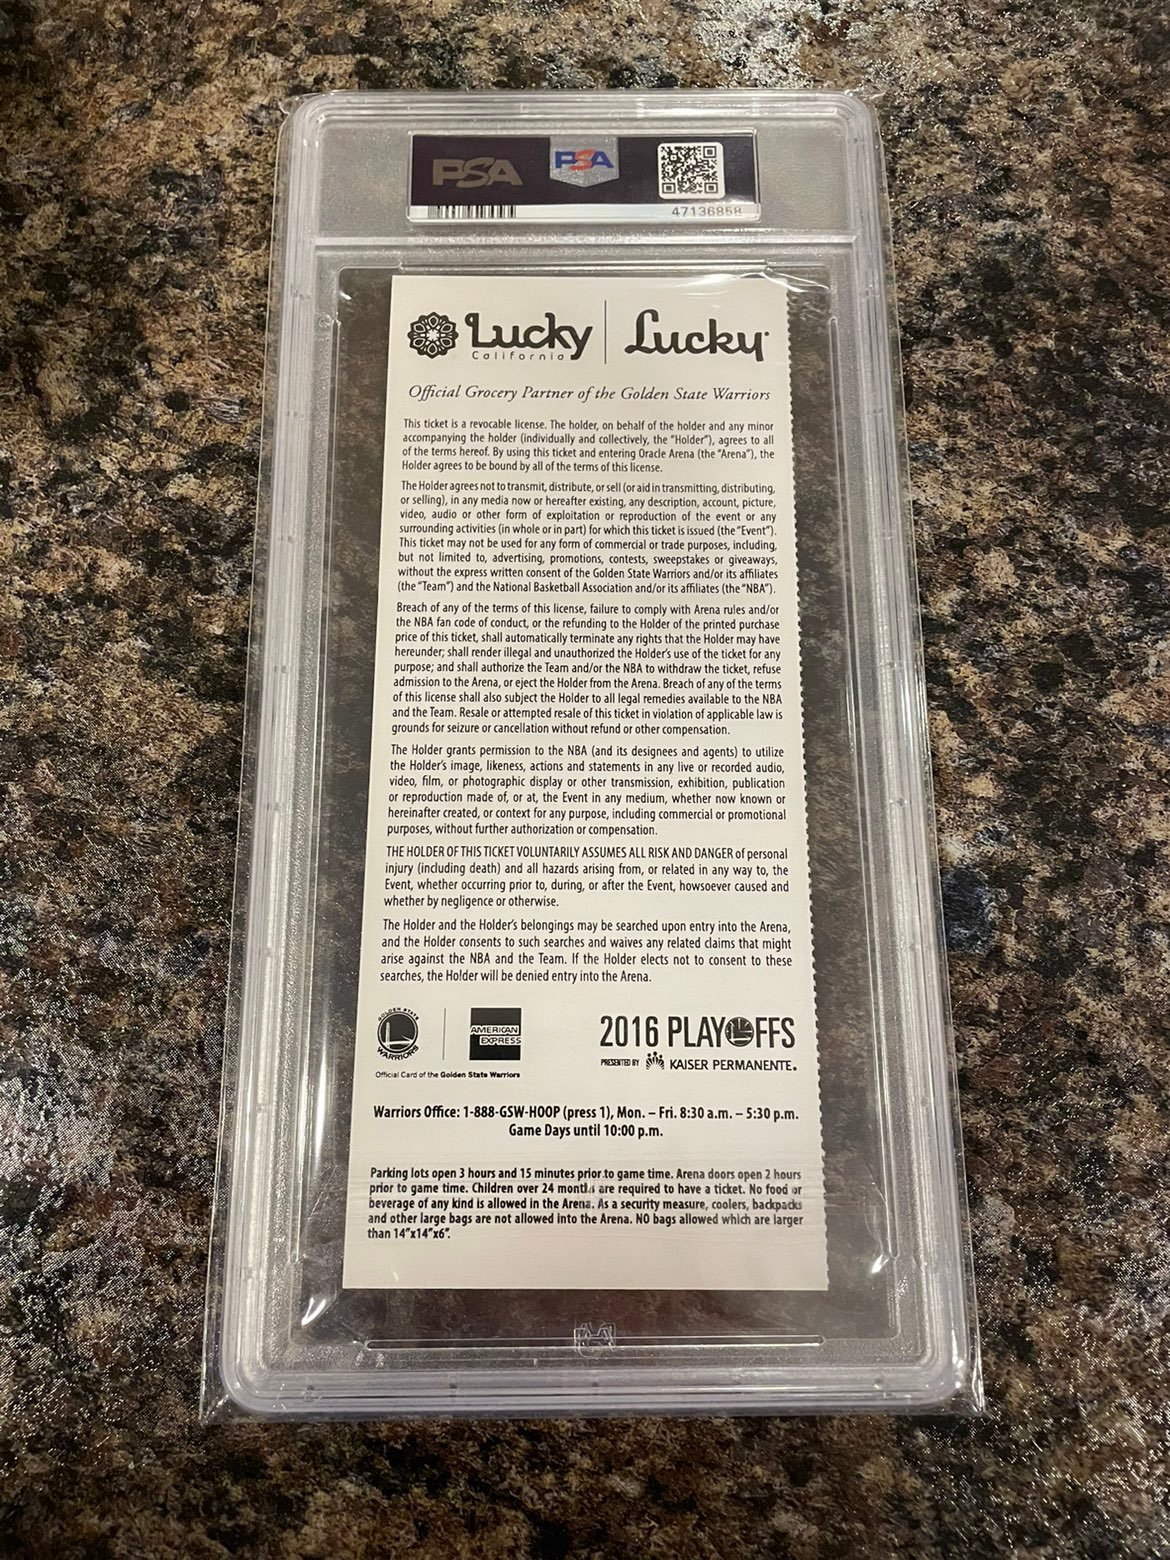 PSA PSA
47136858
Lucky Lucky
California
Official Grocery Partner of the Golden State Warriors
This ticket is a revocable license. The holder, on behalf of the holder and any minor
accompanying the holder (individually and collectively, the “Holder”), agrees to all
of the terms hereof. By using this ticket and entering Oracle Arena (the “Arena”), the
Holder agrees to be bound by all of the terms of this license.
The Holder agrees not to transmit, distribute, or sell (or aid in transmitting, distributing,
or selling), in any media now or hereafter existing, any description, account, picture,
video, audio or other form of exploitation or reproduction of the event or any
surrounding activities (in whole or in part) for which this ticket is issued (the “Event”).
This ticket may not be used for any form of commercial or trade purposes, including,
but not limited to, advertising, promotions, contests, sweepstakes or giveaways,
without the express written consent of the Golden State Warriors and/or its affiliates
(the “Team”) and the National Basketball Association and/or its affiliates (the “NBA”).
Breach of any of the terms of this license, failure to comply with Arena rules and/or
the NBA fan code of conduct, or the refunding to the Holder of the printed purchase
price of this ticket, shall automatically terminate any rights that the Holder may have
hereunder; shall render illegal and unauthorized the Holder's use of the ticket for any
purpose; and shall authorize the Team and/or the NBA to withdraw the ticket, refuse
admission to the Arena, or eject the Holder from the Arena. Breach of any of the terms
of this license shall also subject the Holder to all legal remedies available to the NBA
and the Team. Resale or attempted resale of this ticket in violation of applicable law is
grounds for seizure or cancellation without refund or other compensation.
The Holder grants permission to the NBA (and its designees and agents) to utilize
the Holder's image, likeness, actions and statements in any live or recorded audio,
video, film, or photographic display or other transmission, exhibition, publication
or reproduction made of, or at, the Event in any medium, whether now known or
hereinafter created, or context for any purpose, including commercial or promotional
purposes, without further authorization or compensation.
THE HOLDER OF THIS TICKET VOLUNTARILY ASSUMES ALL RISK AND DANGER of personal
injury (including death) and all hazards arising from, or related in any way to, the
Event, whether occurring prior to, during, or after the Event, howsoever caused and
whether by negligence or otherwise.
The Holder and the Holder's belongings may be searched upon entry into the Arena,
and the Holder consents to such searches and waives any related claims that might
arise against the NBA and the Team. If the Holder elects not to consent to these
searches, the Holder will be denied entry into the Arena.
GOLDEN STATE
WARRIORS
AMERICAN
EXPRESS
Official Card of the Golden State Warriors
2016 PLAYOFFS
PRESENTED BY KAISER PERMANENTE.
Warriors Office: 1-888-GSW-HOOP (press 1), Mon. – Fri. 8:30 a.m. – 5:30 p.m.
Game Days until 10:00 p.m.
Parking lots open 3 hours and 15 minutes prior to game time. Arena doors open 2 hours
prior to game time. Children over 24 months are required to have a ticket. No food or
beverage of any kind is allowed in the Arena. As a security measure, coolers, backpacks
and other large bags are not allowed into the Arena. NO bags allowed which are larger
than 14"x14"x6".